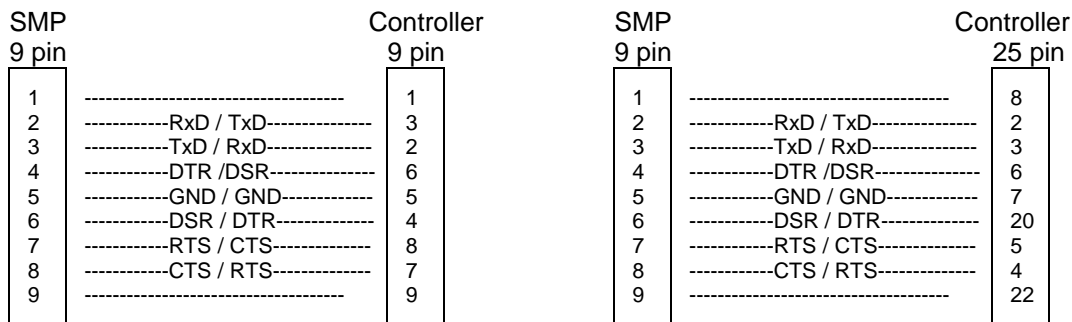 SMP Controller SMP Controller
9 pin 9 pin 9 pin 25 pin
1 ------------------------------------- 1 1 ------------------------------------- 8
2 ------------RxD / TxD--------------- 3 2 ------------RxD / TxD--------------- 2
3 ------------TxD / RxD--------------- 2 3 ------------TxD / RxD--------------- 3
4 ------------DTR /DSR--------------- 6 4 ------------DTR /DSR--------------- 6
5 ------------GND / GND------------- 5 5 ------------GND / GND------------- 7
6 ------------DSR / DTR-------------- 4 6 ------------DSR / DTR-------------- 20
7 ------------RTS / CTS-------------- 8 7 ------------RTS / CTS-------------- 5
8 ------------CTS / RTS-------------- 7 8 ------------CTS / RTS-------------- 4
9 ------------------------------------- 9 9 ------------------------------------- 22